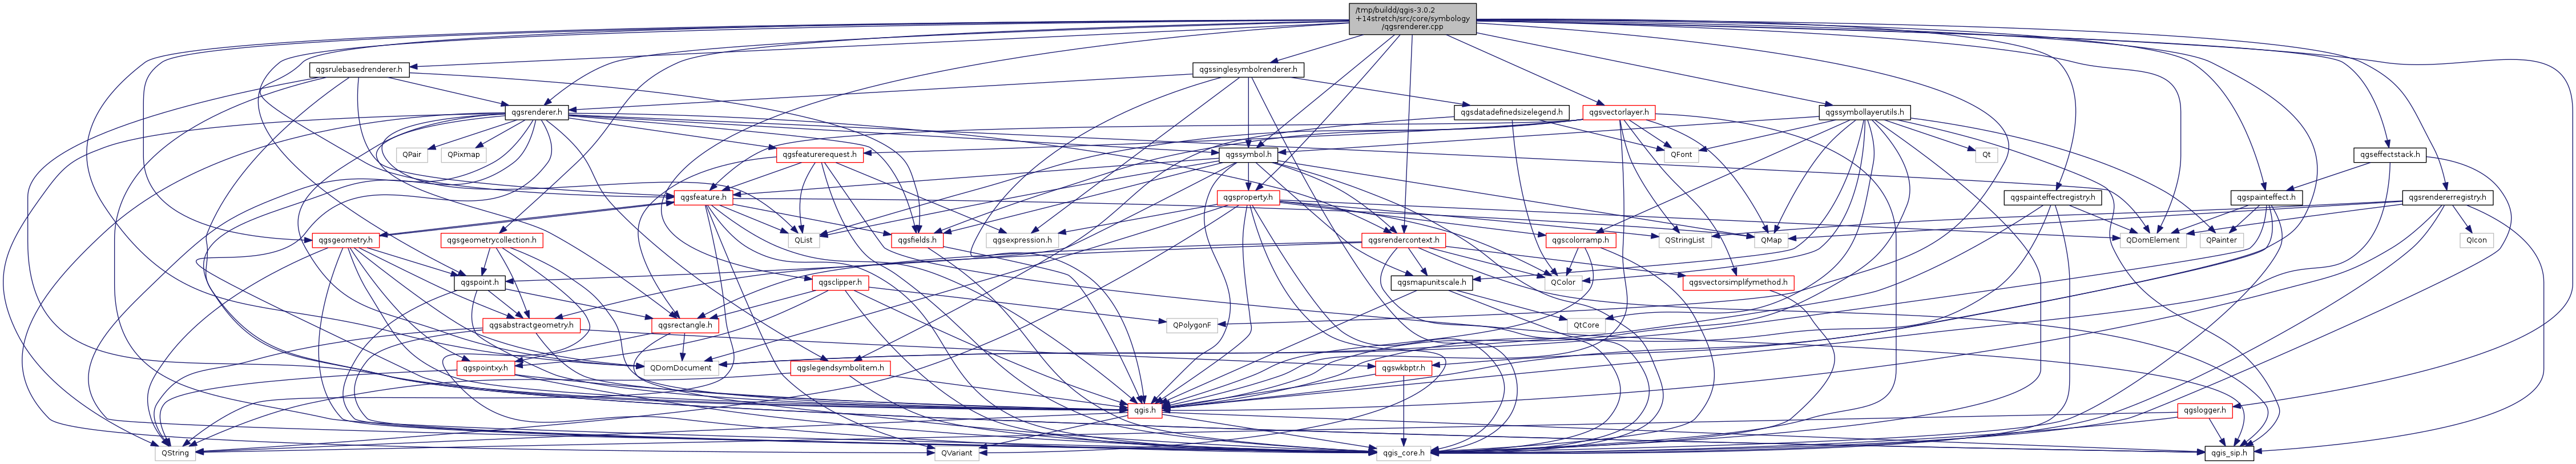 /tmp/buildd/qgis-3.0.2
+14stretch/src/core/symbology
/qgsrenderer.cpp
qgsrulebasedrenderer.h
qgssinglesymbolrenderer.h
qgsrenderer.h
qgsdatadefinedsizelegend.h
qgsvectorlayer.h
qgssymbollayerutils.h
QPair
QPixmap
qgsfeaturerequest.h
qgssymbol.h
QFont
Qt
qgseffectstack.h
qgsfeature.h
qgsproperty.h
qgspainteffectregistry.h
qgspainteffect.h
qgsrendererregistry.h
qgsgeometry.h
qgsgeometrycollection.h
QList
qgsfields.h
qgsexpression.h
qgsrendercontext.h
qgscolorramp.h
QStringList
QMap
QDomElement
QPainter
QIcon
qgspoint.h
qgsclipper.h
qgsmapunitscale.h
QColor
qgsvectorsimplifymethod.h
qgsabstractgeometry.h
qgsrectangle.h
QPolygonF
QtCore
qgspointxy.h
QDomDocument
qgslegendsymbolitem.h
qgswkbptr.h
qgis.h
qgslogger.h
QString
QVariant
qgis_core.h
qgis_sip.h